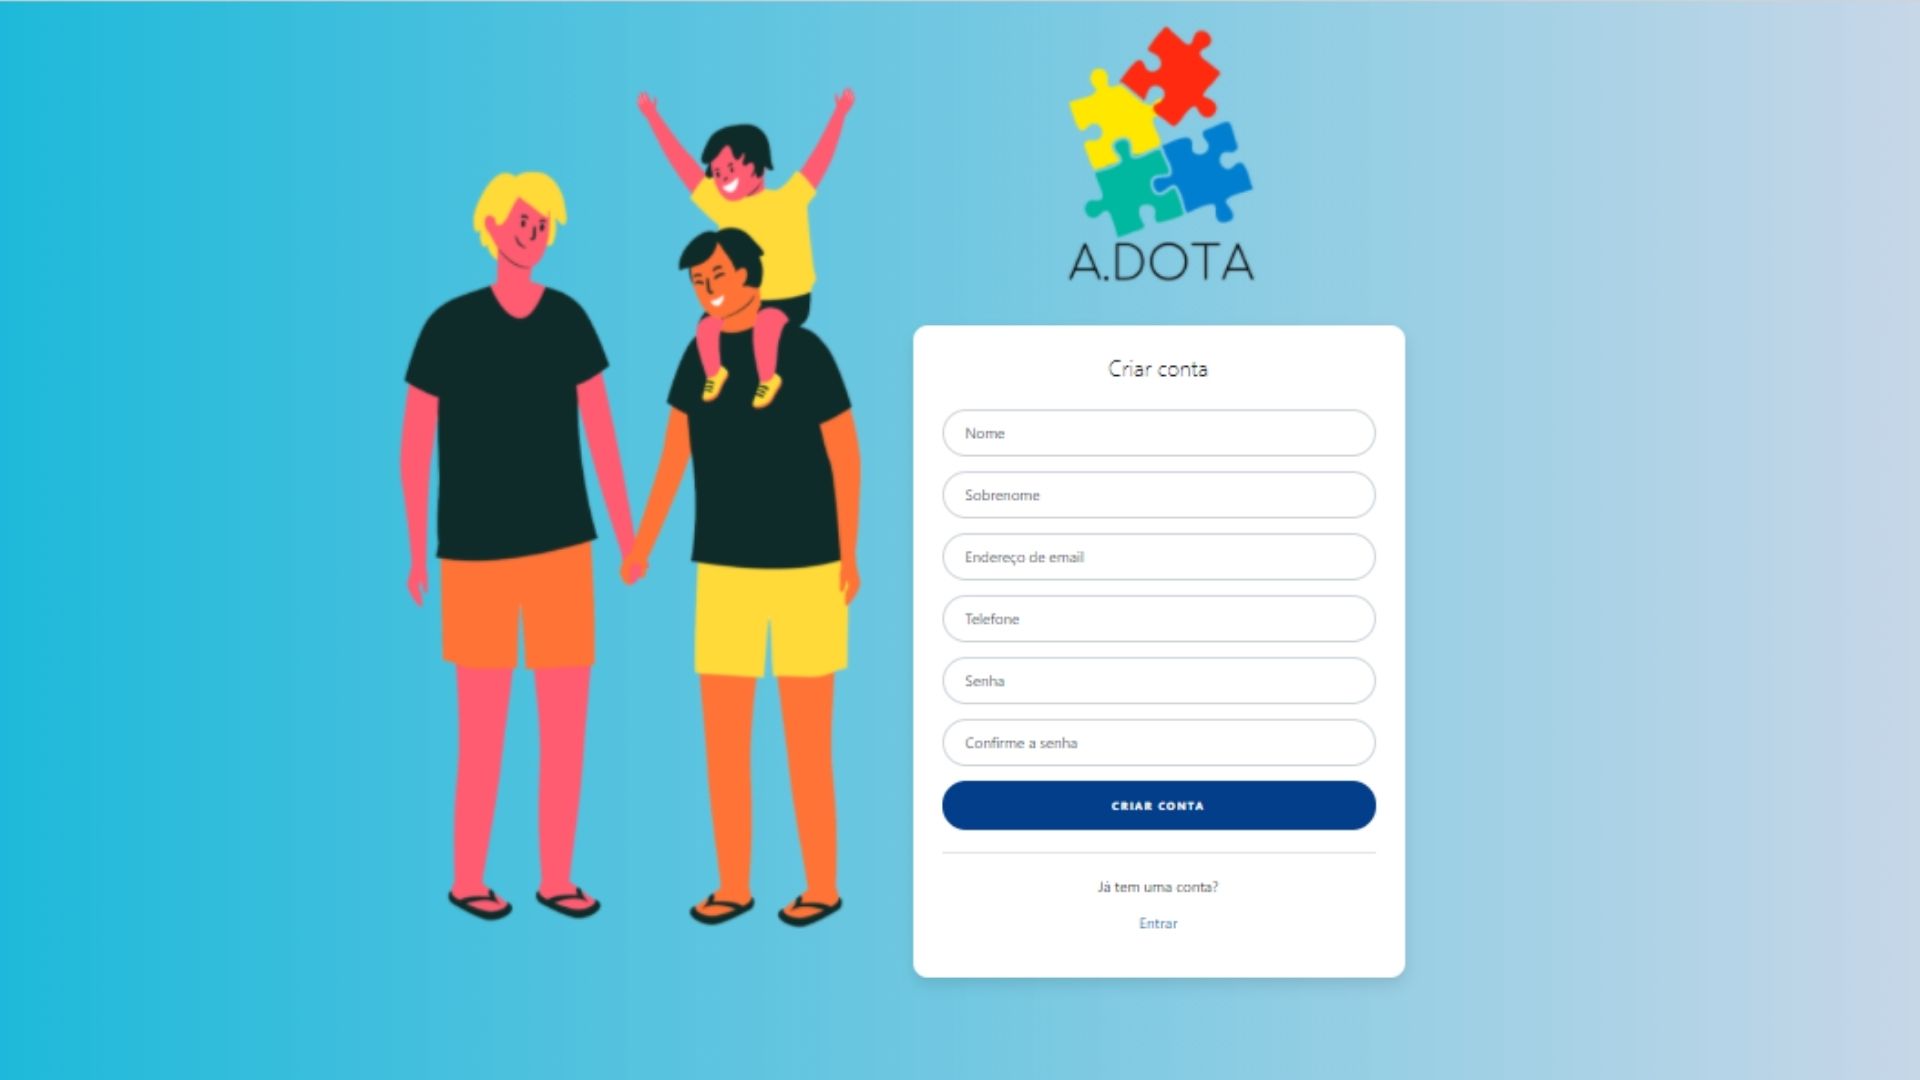 A.DOTA
Criar conta
Nome
Sobrenome
Endereço de email
Telefone
Senha
Confirme a senha
CRIAR CONTA
Já tem uma conta?
Entrar